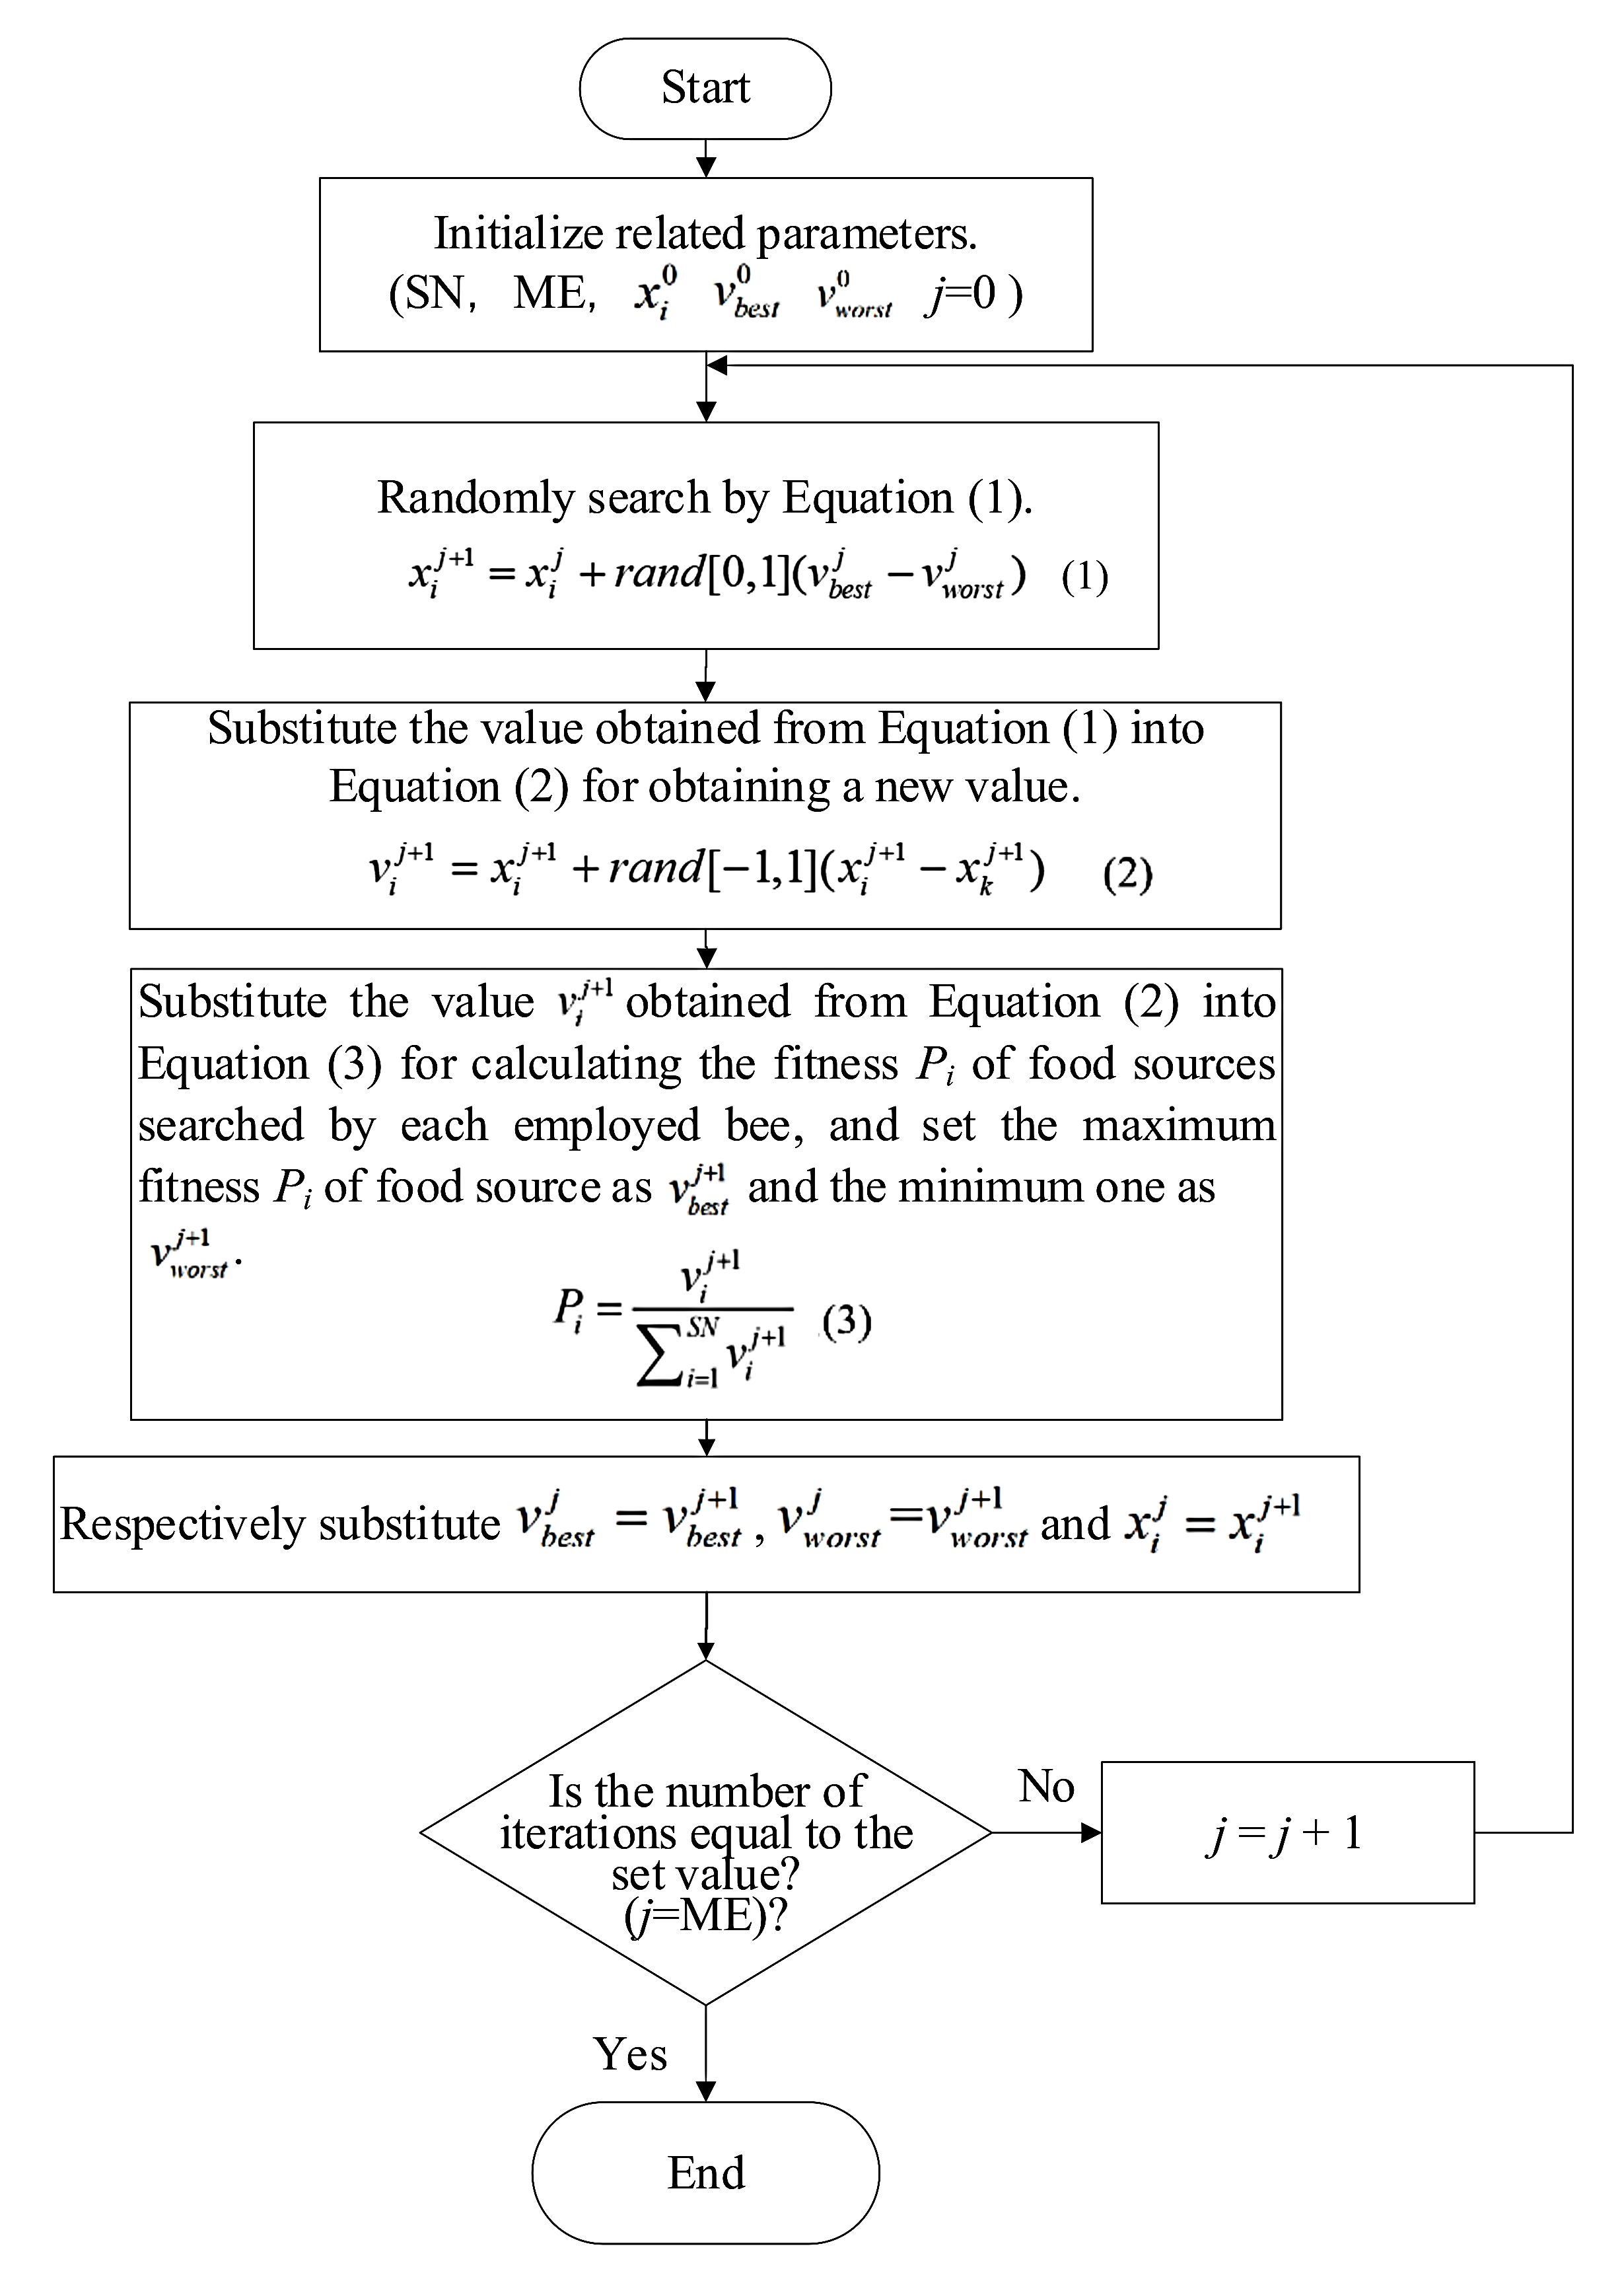 Start
Initialize related parameters.
(SN, ME, x_i^0 v_best^0 v_worst^0 j=0 )
Randomly search by Equation (1).
x_i^{j+1} = x_i^j + rand[0,1](v_best^j − v_worst^j) (1)
Substitute the value obtained from Equation (1) into
Equation (2) for obtaining a new value.
v_i^{j+1} = x_i^{j+1} + rand[−1,1](x_i^{j+1} − x_k^{j+1}) (2)
Substitute the value v_i^{j+1} obtained from Equation (2) into
Equation (3) for calculating the fitness P_i of food sources
searched by each employed bee, and set the maximum
fitness P_i of food source as v_best^{j+1} and the minimum one as
v_worst^{j+1}.
P_i = v_i^{j+1} / ∑_{i=1}^{SN} v_i^{j+1} (3)
Respectively substitute v_best^j = v_best^{j+1}, v_worst^j = v_worst^{j+1} and x_i^j = x_i^{j+1}
Is the number of
iterations equal to the
set value?
(j=ME)?
No
j = j + 1
Yes
End